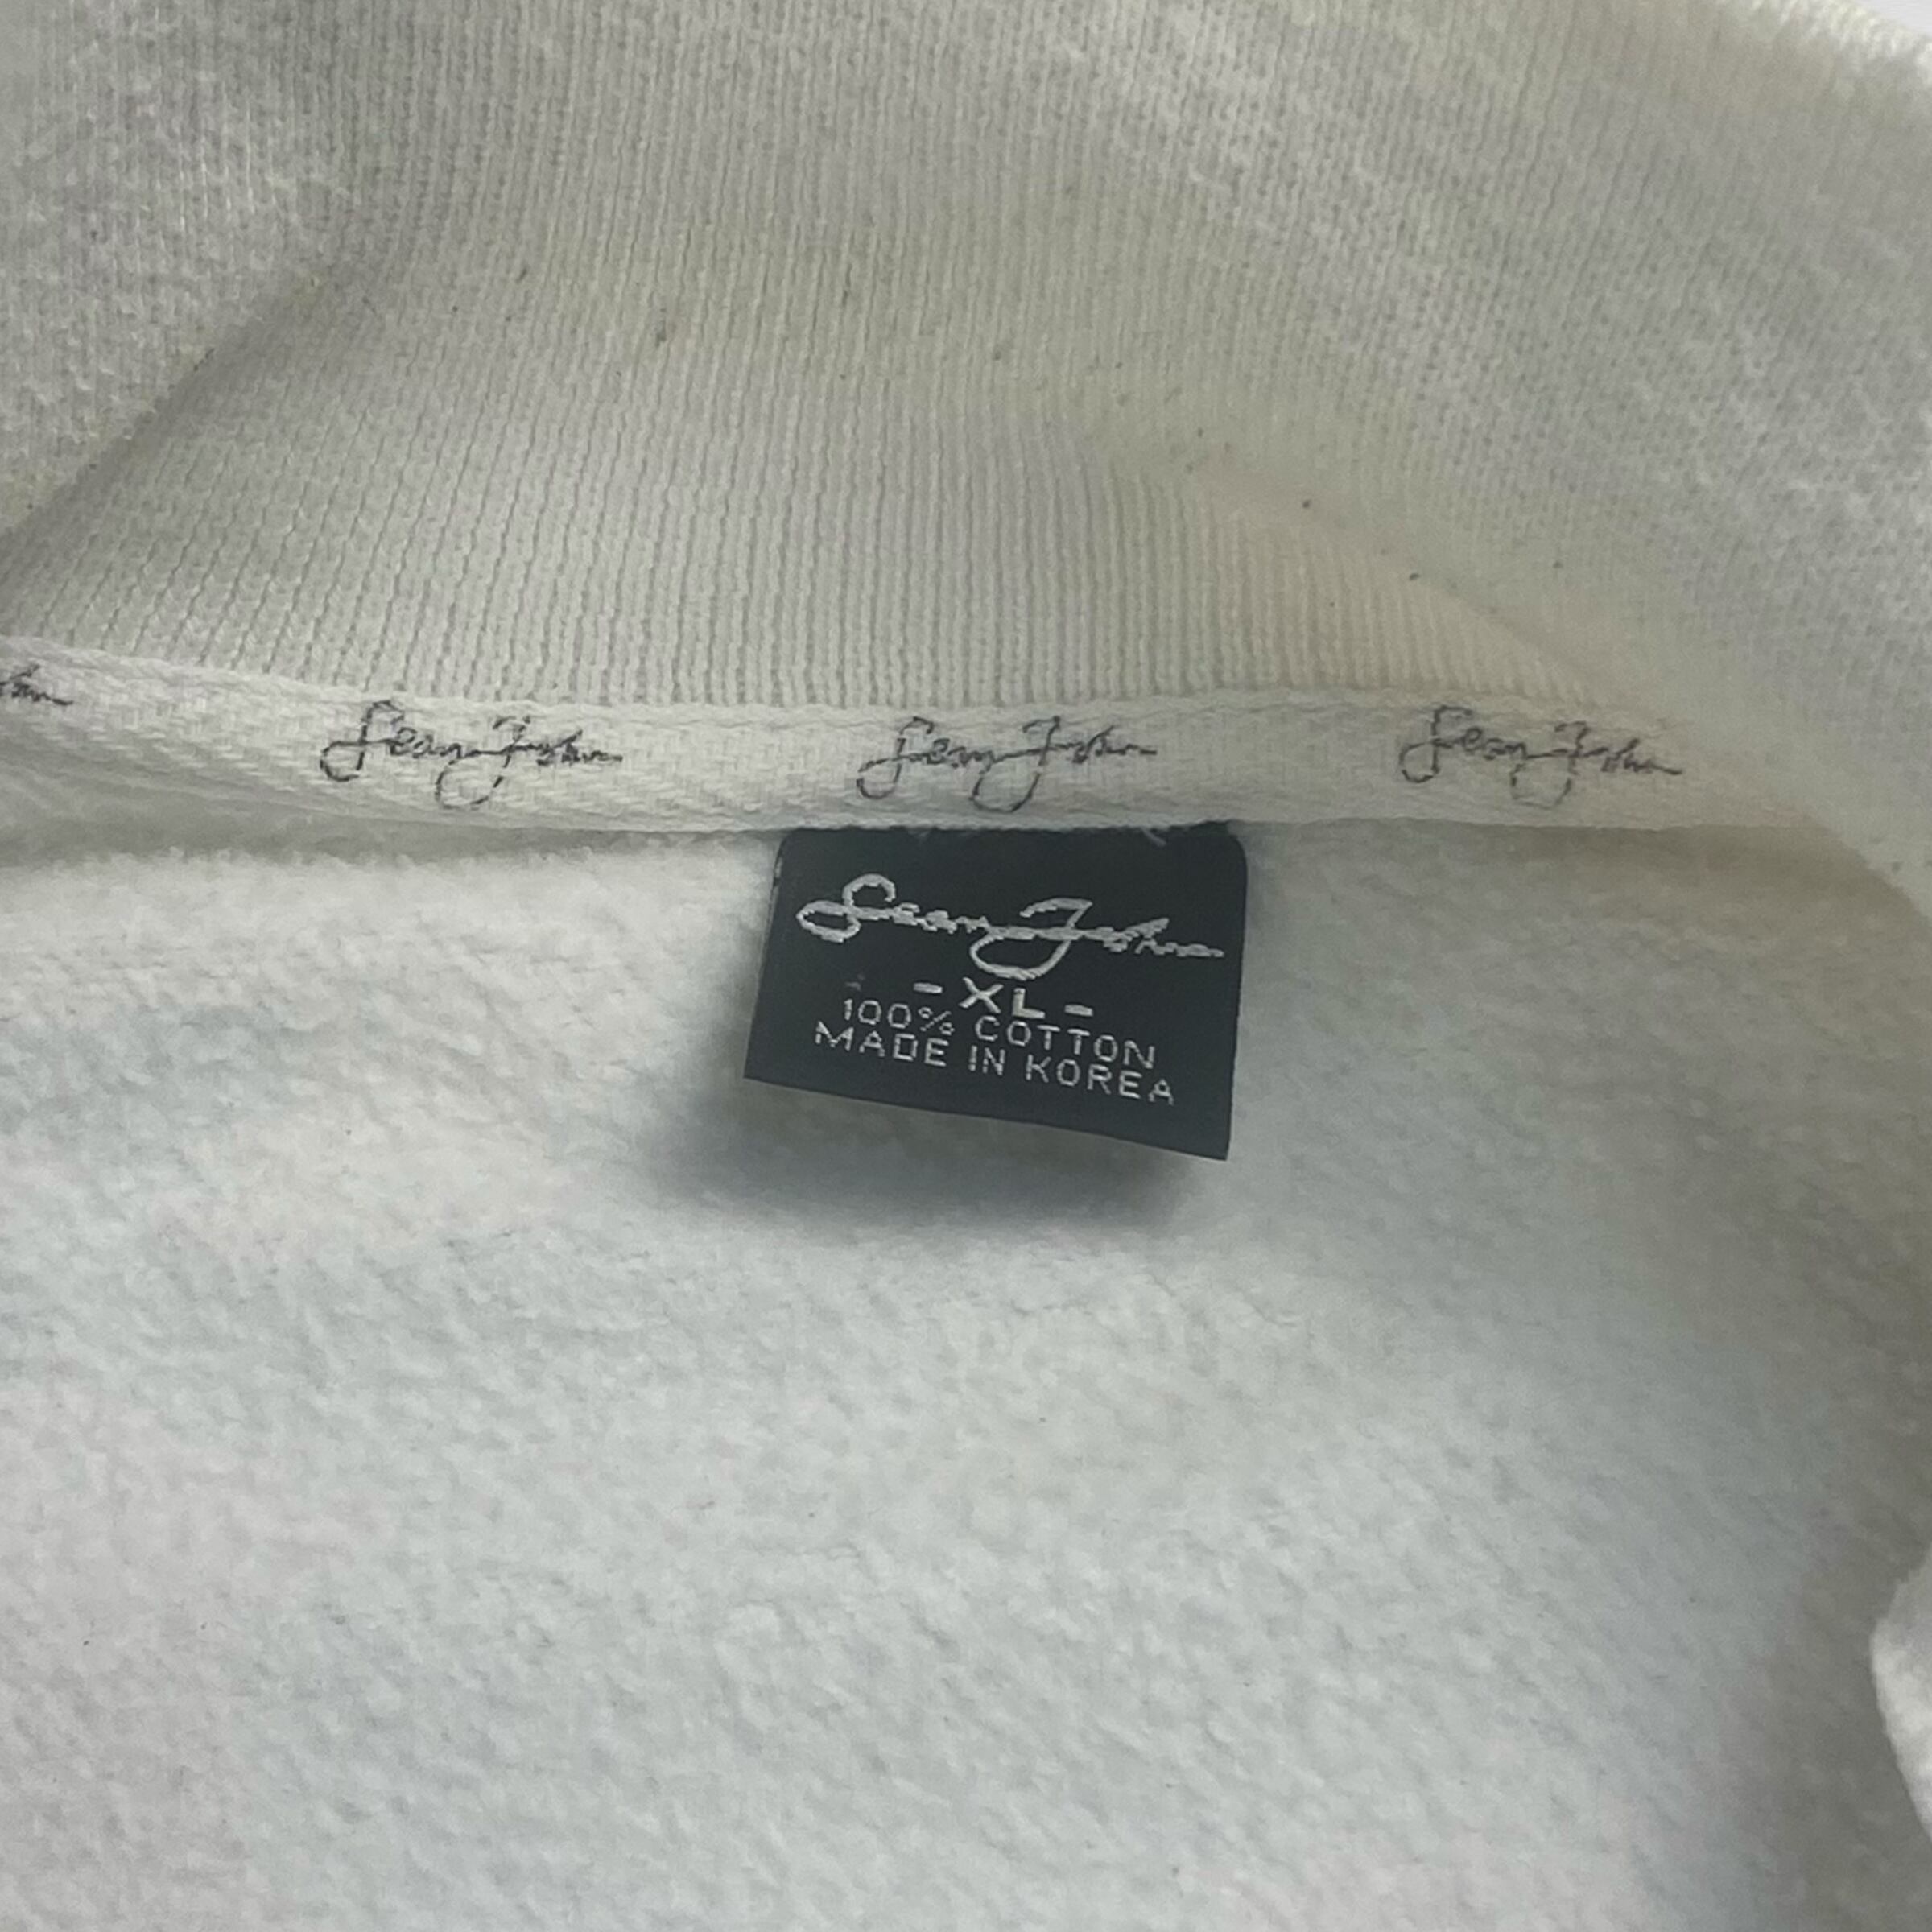 Sean John Sean John Sean John
Sean John
- XL -
100% COTTON
MADE IN KOREA